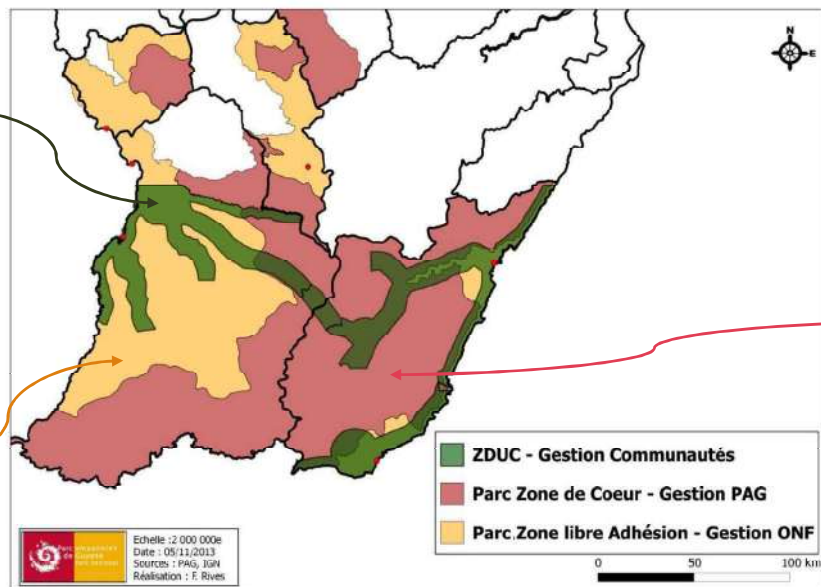 N
E
ZDUC - Gestion Communautés
Parc Zone de Coeur - Gestion PAG
Parc Zone libre Adhésion - Gestion ONF
Echelle :2 000 000e
Date : 05/11/2013
Sources : PAG, IGN
Réalisation : F. Rives
0 50 100 km